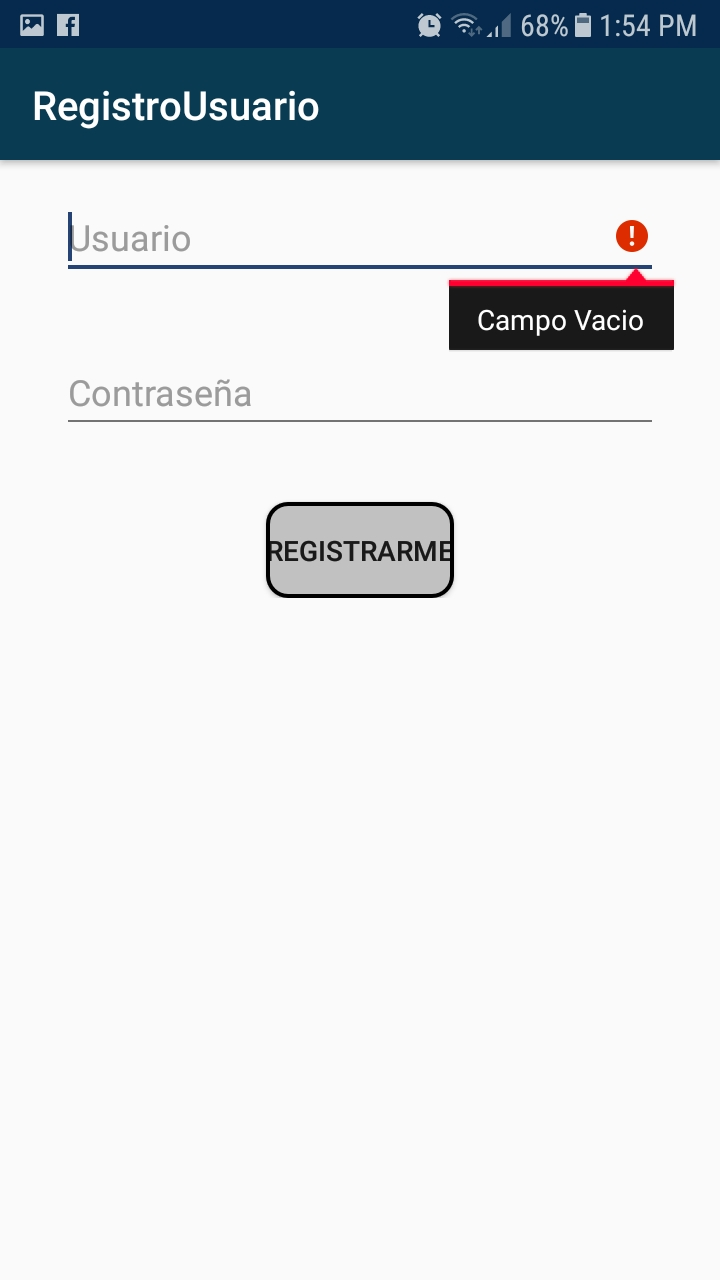 68% 1:54 PM
RegistroUsuario
Usuario
Campo Vacio
Contraseña
REGISTRARME